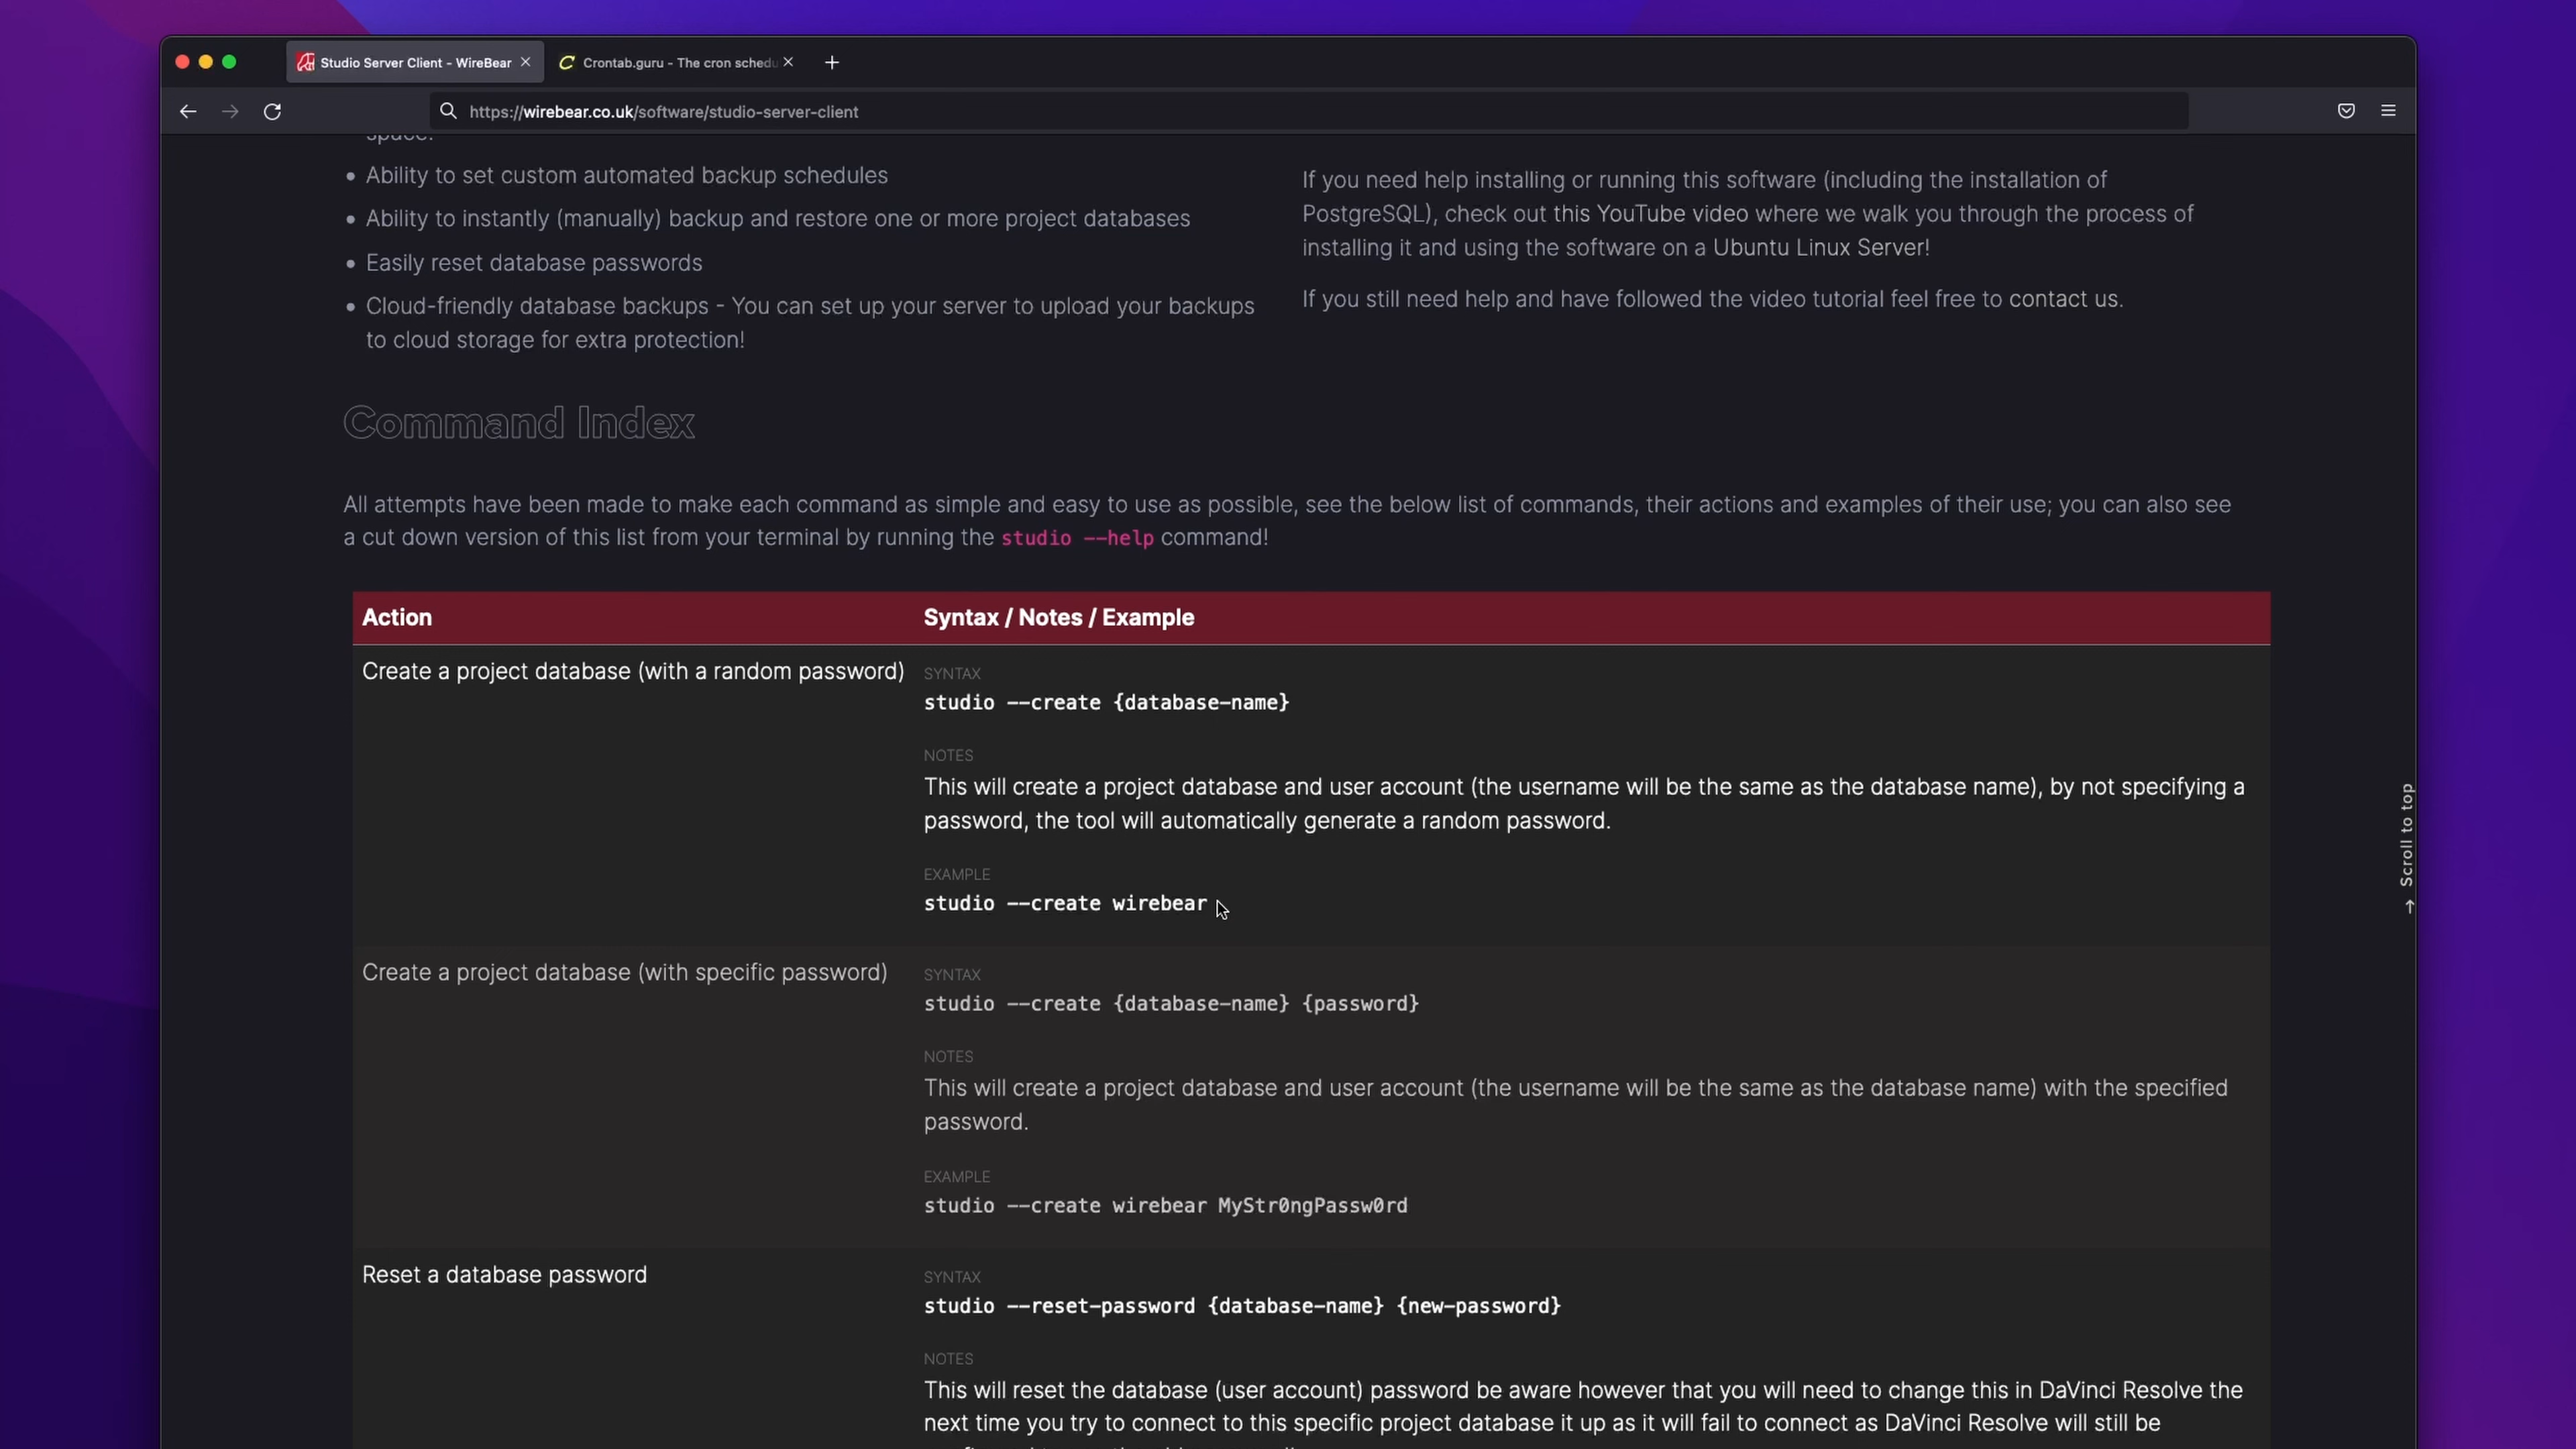 Studio Server Client - WireBear
Crontab.guru - The cron schedu
https://wirebear.co.uk/software/studio-server-client
space.
Ability to set custom automated backup schedules
Ability to instantly (manually) backup and restore one or more project databases
Easily reset database passwords
Cloud-friendly database backups - You can set up your server to upload your backups
to cloud storage for extra protection!
If you need help installing or running this software (including the installation of
PostgreSQL), check out this YouTube video where we walk you through the process of
installing it and using the software on a Ubuntu Linux Server!
If you still need help and have followed the video tutorial feel free to contact us.
Command Index
All attempts have been made to make each command as simple and easy to use as possible, see the below list of commands, their actions and examples of their use; you can also see
a cut down version of this list from your terminal by running the studio --help command!
Action
Syntax / Notes / Example
Create a project database (with a random password)
SYNTAX
studio --create {database-name}
NOTES
This will create a project database and user account (the username will be the same as the database name), by not specifying a
password, the tool will automatically generate a random password.
EXAMPLE
studio --create wirebear
Create a project database (with specific password)
SYNTAX
studio --create {database-name} {password}
NOTES
This will create a project database and user account (the username will be the same as the database name) with the specified
password.
EXAMPLE
studio --create wirebear MyStr0ngPassw0rd
Reset a database password
SYNTAX
studio --reset-password {database-name} {new-password}
NOTES
This will reset the database (user account) password be aware however that you will need to change this in DaVinci Resolve the
next time you try to connect to this specific project database it up as it will fail to connect as DaVinci Resolve will still be
Scroll to top